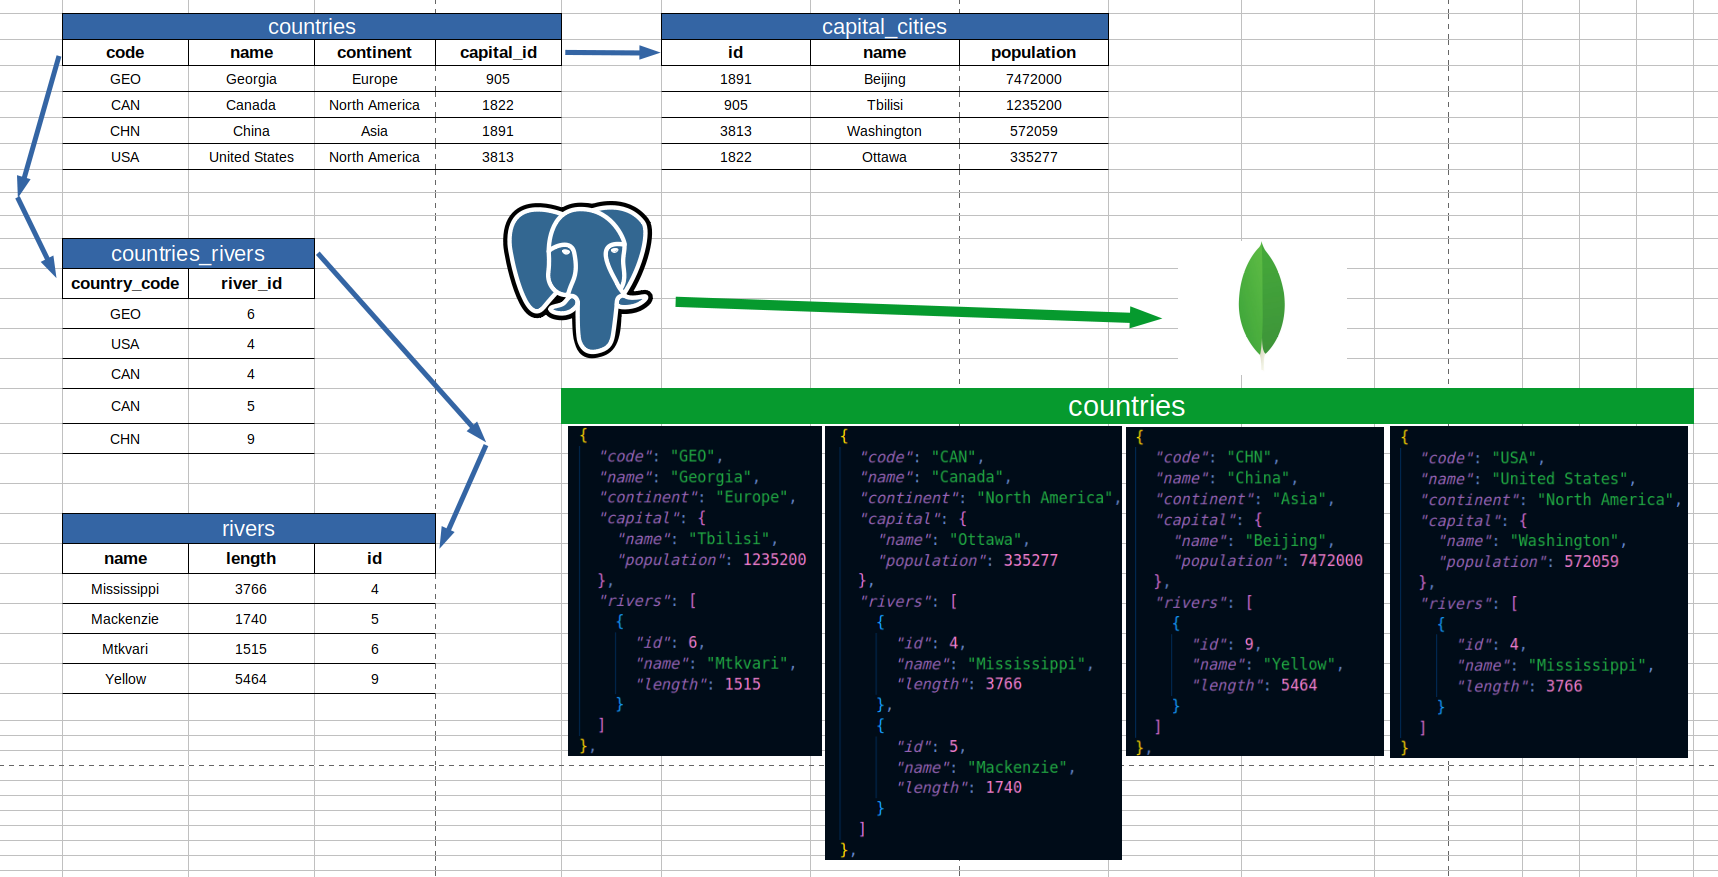 countries
code name continent capital_id
GEO Georgia Europe 905
CAN Canada North America 1822
CHN China Asia 1891
USA United States North America 3813
capital_cities
id name population
1891 Beijing 7472000
905 Tbilisi 1235200
3813 Washington 572059
1822 Ottawa 335277
countries_rivers
country_code river_id
GEO 6
USA 4
CAN 4
CAN 5
CHN 9
rivers
name length id
Mississippi 3766 4
Mackenzie 1740 5
Mtkvari 1515 6
Yellow 5464 9
countries
{
"code": "GEO",
"name": "Georgia",
"continent": "Europe",
"capital": {
"name": "Tbilisi",
"population": 1235200
},
"rivers": [
{
"id": 6,
"name": "Mtkvari",
"length": 1515
}
]
},
{
"code": "CAN",
"name": "Canada",
"continent": "North America",
"capital": {
"name": "Ottawa",
"population": 335277
},
"rivers": [
{
"id": 4,
"name": "Mississippi",
"length": 3766
},
{
"id": 5,
"name": "Mackenzie",
"length": 1740
}
]
},
{
"code": "CHN",
"name": "China",
"continent": "Asia",
"capital": {
"name": "Beijing",
"population": 7472000
},
"rivers": [
{
"id": 9,
"name": "Yellow",
"length": 5464
}
]
},
{
"code": "USA",
"name": "United States",
"continent": "North America",
"capital": {
"name": "Washington",
"population": 572059
},
"rivers": [
{
"id": 4,
"name": "Mississippi",
"length": 3766
}
]
}